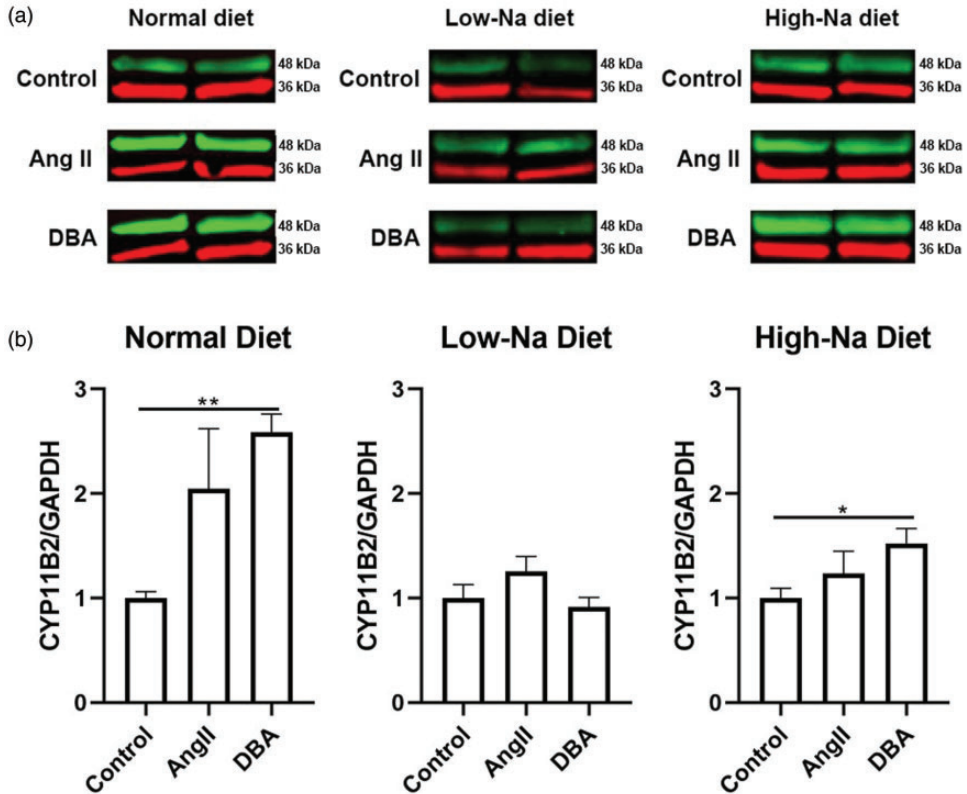 (a)
Normal diet
Low-Na diet
High-Na diet
Control
48 kDa
36 kDa
Control
48 kDa
36 kDa
Control
48 kDa
36 kDa
Ang II
48 kDa
36 kDa
Ang II
48 kDa
36 kDa
Ang II
48 kDa
36 kDa
DBA
48 kDa
36 kDa
DBA
48 kDa
36 kDa
DBA
48 kDa
36 kDa
(b)
Normal Diet
CYP11B2/GAPDH
3
2
1
0
**
Control
AngII
DBA
Low-Na Diet
CYP11B2/GAPDH
3
2
1
0
Control
AngII
DBA
High-Na Diet
CYP11B2/GAPDH
3
2
1
0
*
Control
AngII
DBA